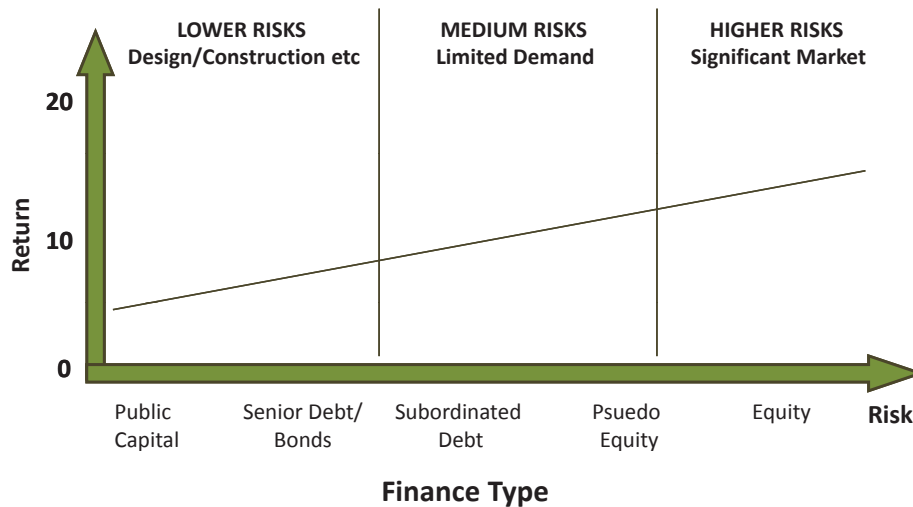 LOWER RISKS
Design/Construction etc
MEDIUM RISKS
Limited Demand
HIGHER RISKS
Significant Market
20
10
0
Return
Public
Capital
Senior Debt/
Bonds
Subordinated
Debt
Psuedo
Equity
Equity
Risk
Finance Type